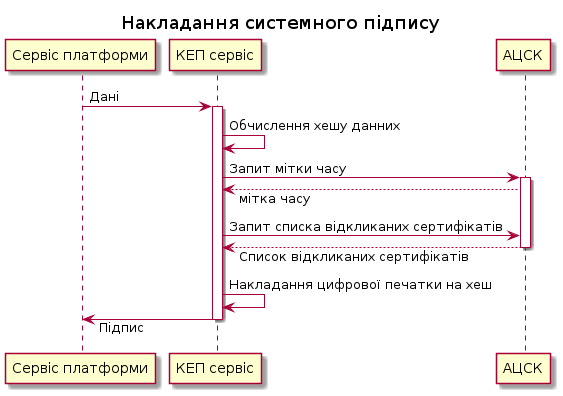 Накладання системного підпису
Сервіс платформи КЕП сервіс АЦСК
Дані
Обчислення хешу данних
Запит мітки часу
мітка часу
Запит списка відкликаних сертифікатів
Список відкликаних сертифікатів
Накладання цифрової печатки на хеш
Підпис
Сервіс платформи КЕП сервіс АЦСК